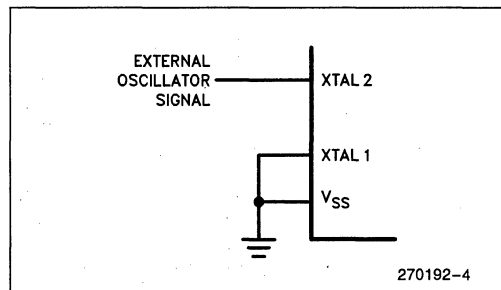 EXTERNAL
OSCILLATOR
SIGNAL
XTAL 2
XTAL 1
VSS
270192-4